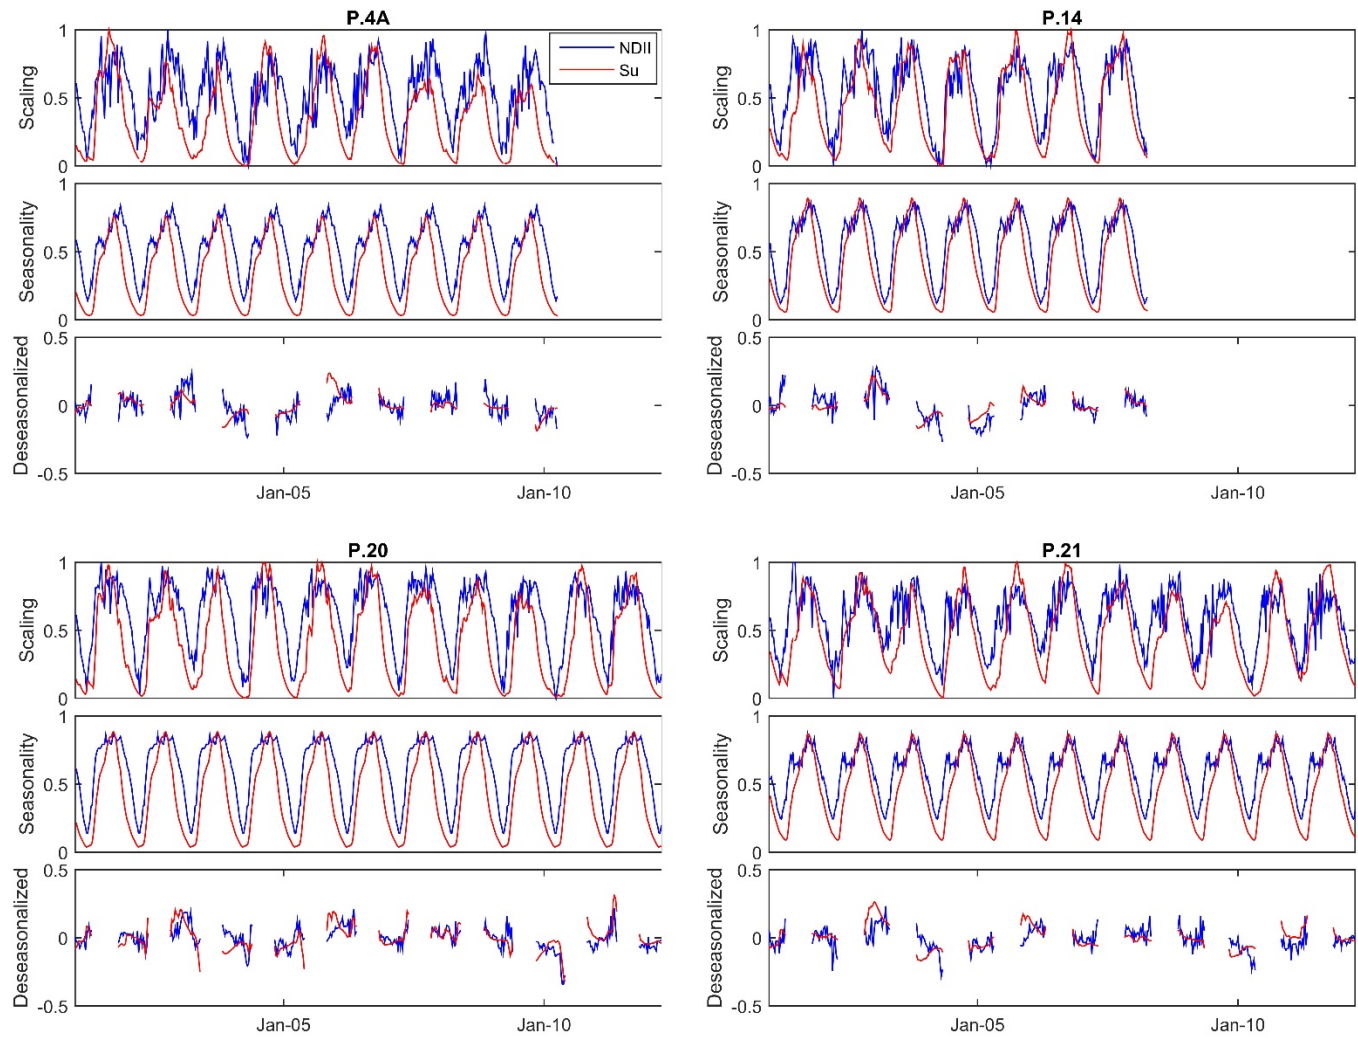 P.4A
1
0.5
0
Scaling
NDII
Su
1
0.5
0
Seasonality
0.5
0
-0.5
Deseasonalized
Jan-05
Jan-10
P.14
1
0.5
0
Scaling
1
0.5
0
Seasonality
0.5
0
-0.5
Deseasonalized
Jan-05
Jan-10
P.20
1
0.5
0
Scaling
1
0.5
0
Seasonality
0.5
0
-0.5
Deseasonalized
Jan-05
Jan-10
P.21
1
0.5
0
Scaling
1
0.5
0
Seasonality
0.5
0
-0.5
Deseasonalized
Jan-05
Jan-10